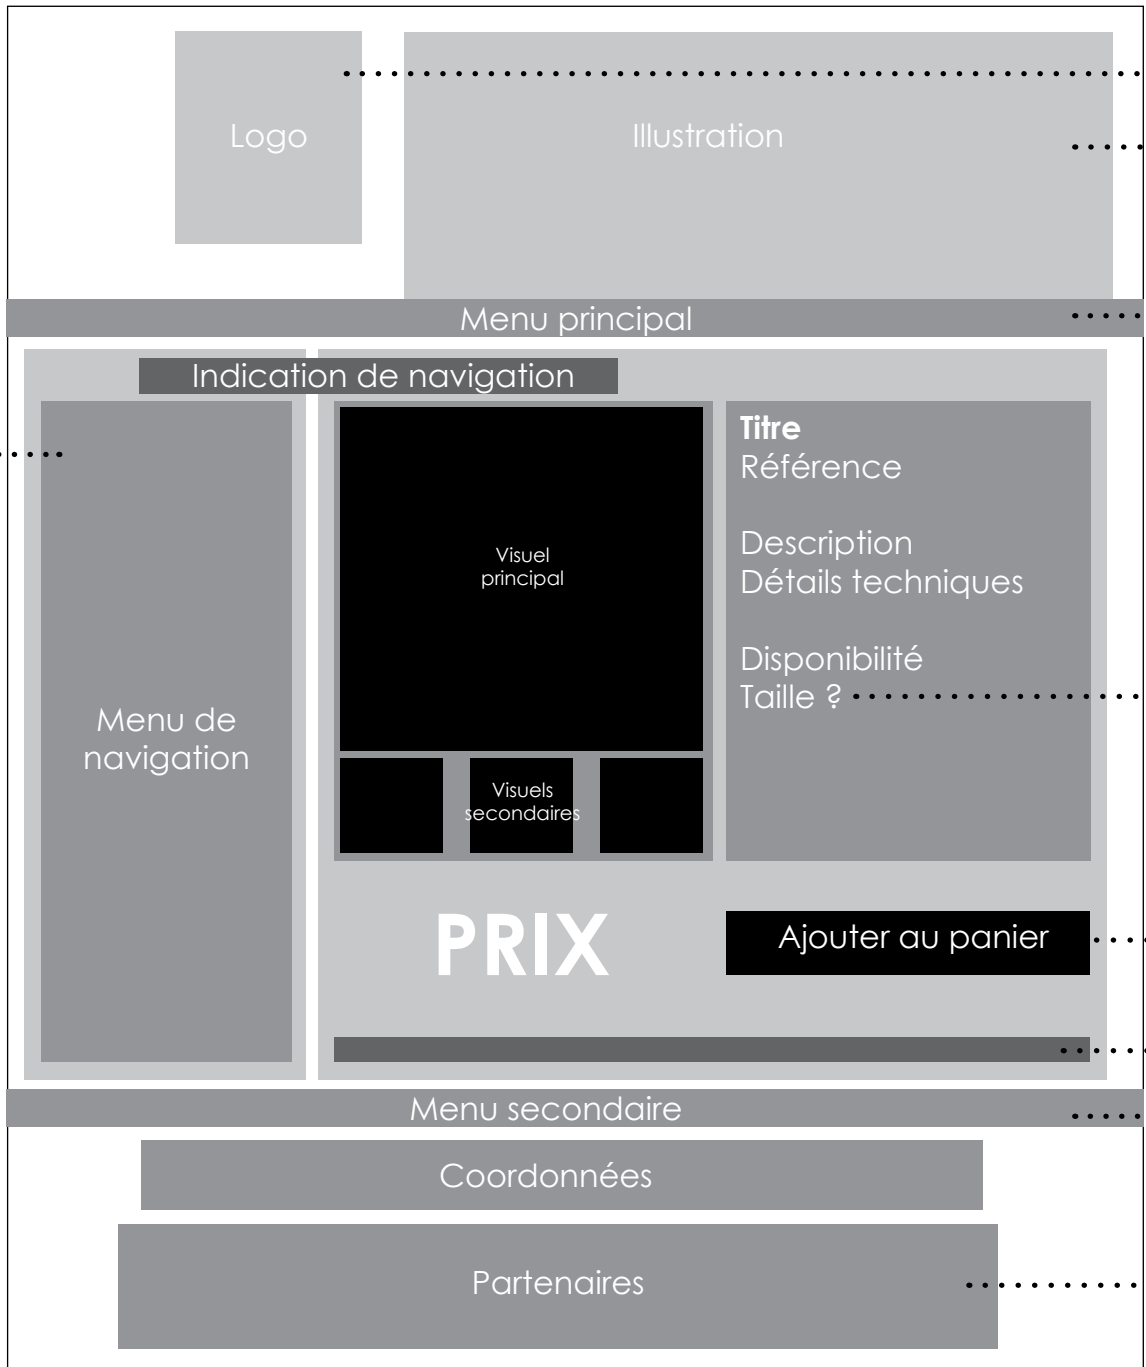 Logo
Illustration
Menu principal
Indication de navigation
Menu de
navigation
Visuel
principal
Visuels
secondaires
Titre
Référence
Description
Détails techniques
Disponibilité
Taille ?
PRIX
Ajouter au panier
Menu secondaire
Coordonnées
Partenaires